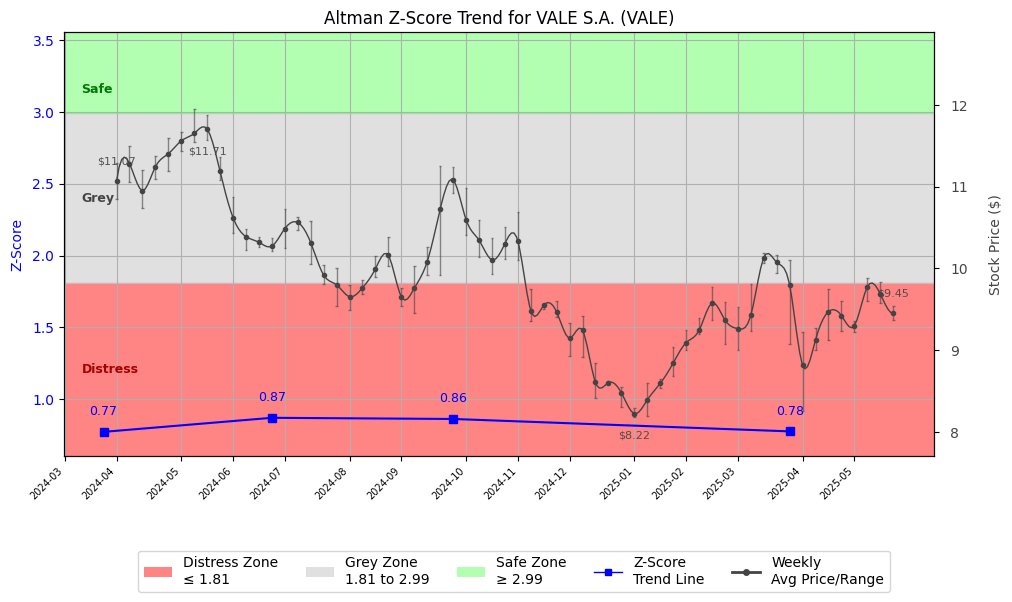 Altman Z-Score Trend for VALE S.A. (VALE)
3.5
3.0
2.5
2.0
1.5
1.0
Z-Score
12
11
10
9
8
Stock Price ($)
Safe
Grey
Distress
$11.71
$9.45
$8.22
0.77
0.87
0.86
0.78
2024-03
2024-04
2024-05
2024-06
2024-07
2024-08
2024-09
2024-10
2024-11
2024-12
2025-01
2025-02
2025-03
2025-04
2025-05
Distress Zone
≤ 1.81
Grey Zone
1.81 to 2.99
Safe Zone
≥ 2.99
Z-Score
Trend Line
Weekly
Avg Price/Range